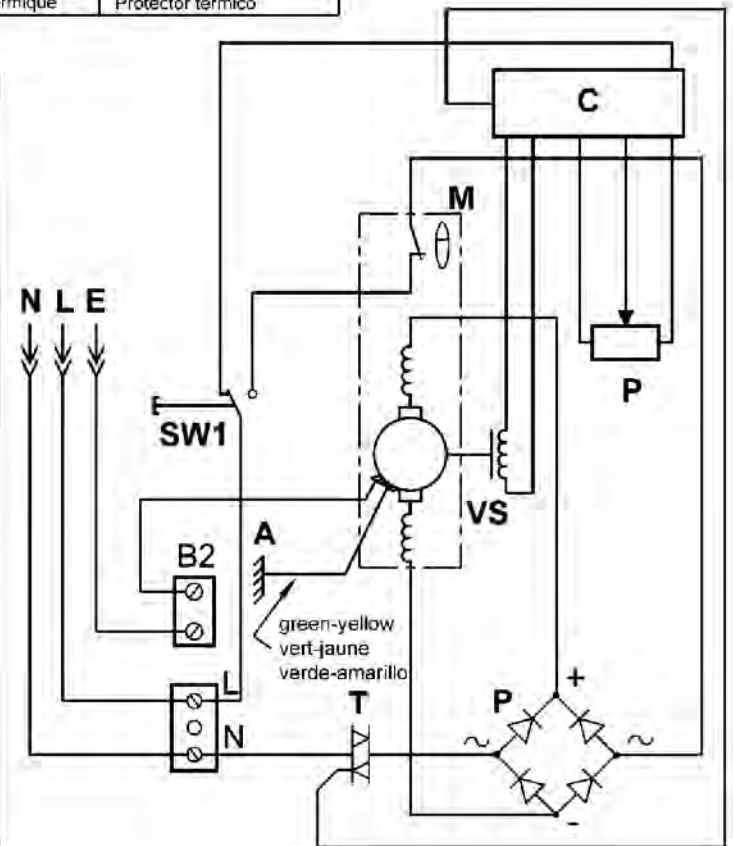 Protector térmico
C
M
N L E
P
SW1
VS
A
B2
green-yellow
vert-jaune
verde-amarillo
L
T
P
+
~
~
N
-